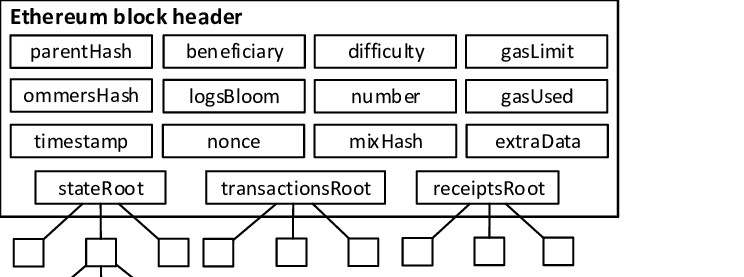 Ethereum block header
parentHash beneficiary difficulty gasLimit
ommersHash logsBloom number gasUsed
timestamp nonce mixHash extraData
stateRoot transactionsRoot receiptsRoot